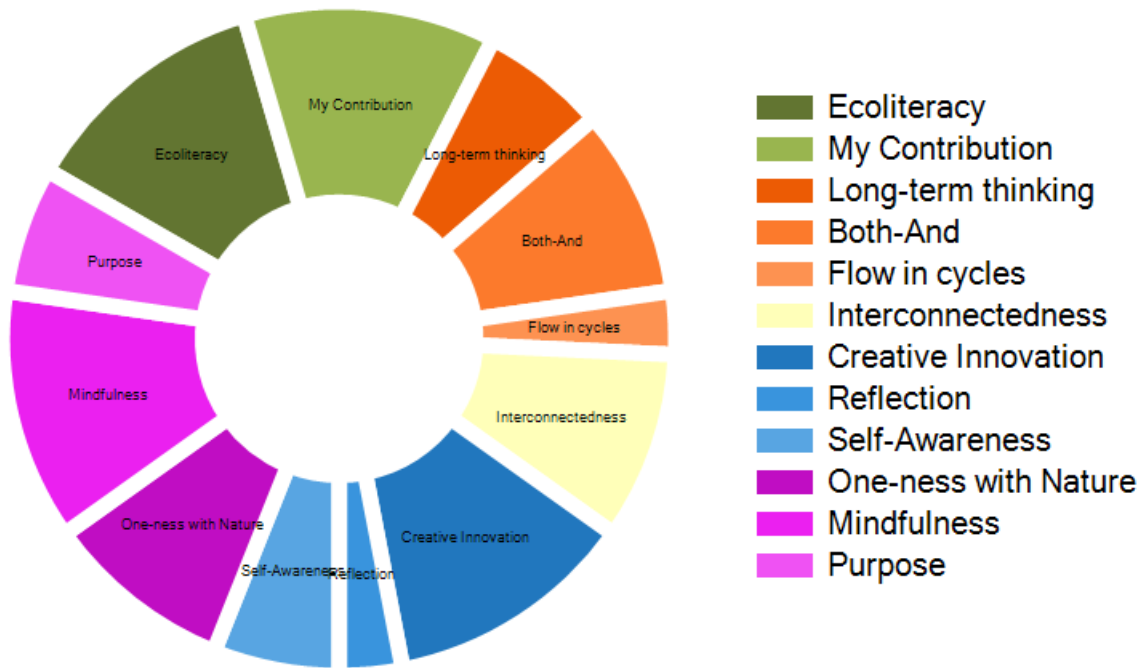 My Contribution
Ecoliteracy
Long-term thinking
Both-And
Purpose
Flow in cycles
Mindfulness
Interconnectedness
One-ness with Nature
Creative Innovation
Self-Awareness
Reflection
Ecoliteracy
My Contribution
Long-term thinking
Both-And
Flow in cycles
Interconnectedness
Creative Innovation
Reflection
Self-Awareness
One-ness with Nature
Mindfulness
Purpose